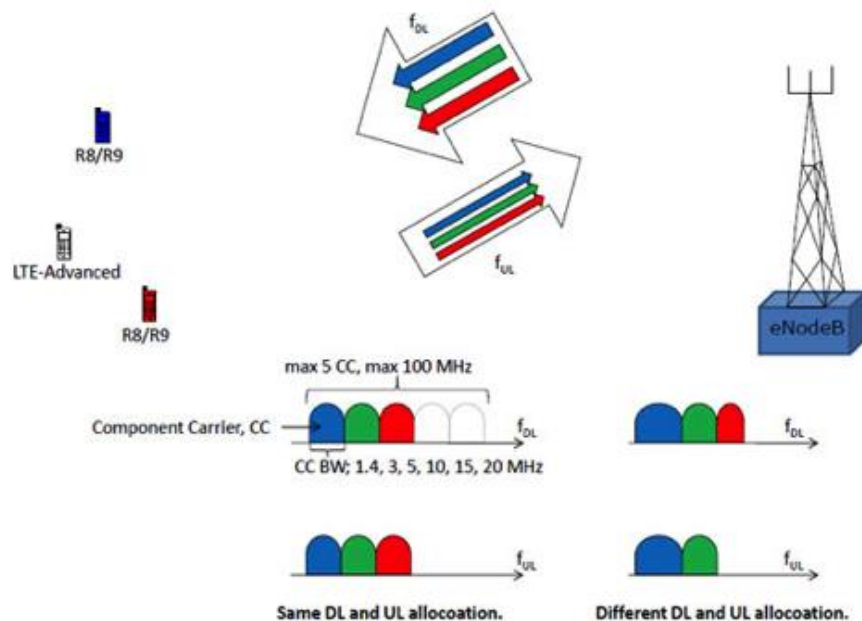 f_DL
R8/R9
LTE-Advanced
f_UL
R8/R9
eNodeB
max 5 CC, max 100 MHz
Component Carrier, CC
f_DL
f_DL
CC BW; 1.4, 3, 5, 10, 15, 20 MHz
f_UL
f_UL
Same DL and UL allocoation.
Different DL and UL allocoation.